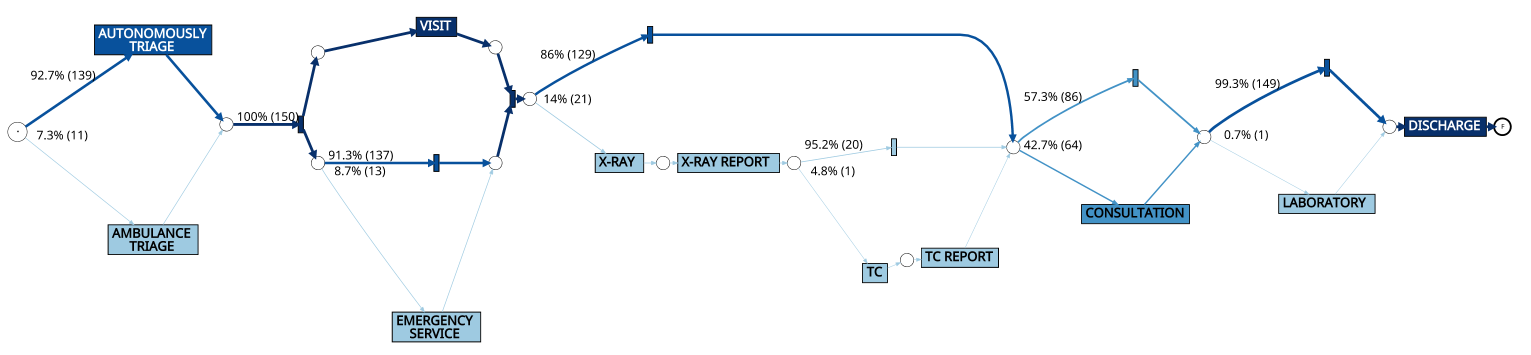 AUTONOMOUSLY
TRIAGE
92.7% (139)
7.3% (11)
AMBULANCE
TRIAGE
100% (150)
VISIT
91.3% (137)
8.7% (13)
EMERGENCY
SERVICE
86% (129)
14% (21)
X-RAY
X-RAY REPORT
95.2% (20)
4.8% (1)
TC
TC REPORT
57.3% (86)
42.7% (64)
CONSULTATION
99.3% (149)
0.7% (1)
LABORATORY
DISCHARGE
F